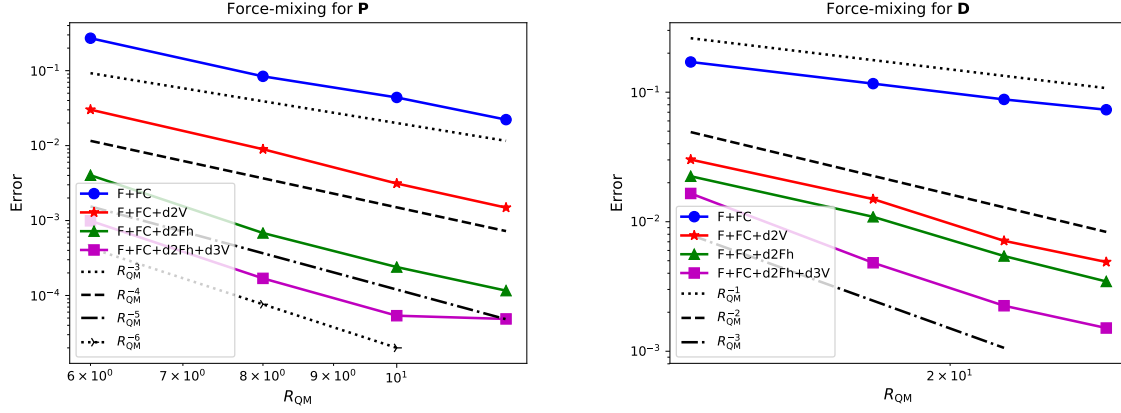 Force-mixing for P
Error
10⁻¹
10⁻²
10⁻³
10⁻⁴
F+FC
F+FC+d2V
F+FC+d2Fh
F+FC+d2Fh+d3V
R_QM⁻³
R_QM⁻⁴
R_QM⁻⁵
R_QM⁻⁶
6 × 10⁰
7 × 10⁰
8 × 10⁰
9 × 10⁰
10¹
R_QM
Force-mixing for D
Error
10⁻¹
10⁻²
10⁻³
F+FC
F+FC+d2V
F+FC+d2Fh
F+FC+d2Fh+d3V
R_QM⁻¹
R_QM⁻²
R_QM⁻³
2 × 10¹
R_QM